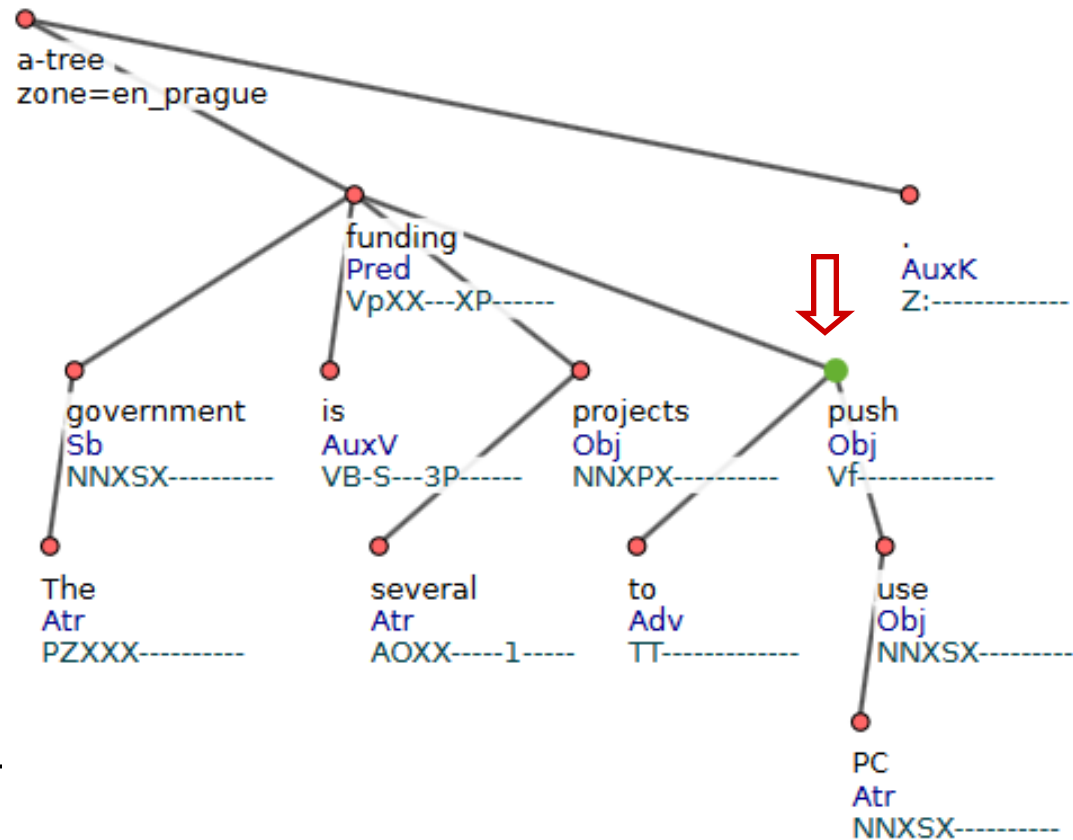 a-tree
zone=en_prague
funding
Pred
VpXX---XP------
.
AuxK
Z:-------------
government
Sb
NNXSX----------
is
AuxV
VB-S---3P------
projects
Obj
NNXPX----------
push
Obj
Vf-------------
The
Atr
PZXXX----------
several
Atr
AOXX-----1-----
to
Adv
TT-------------
use
Obj
NNXSX---------
PC
Atr
NNXSX----------
.